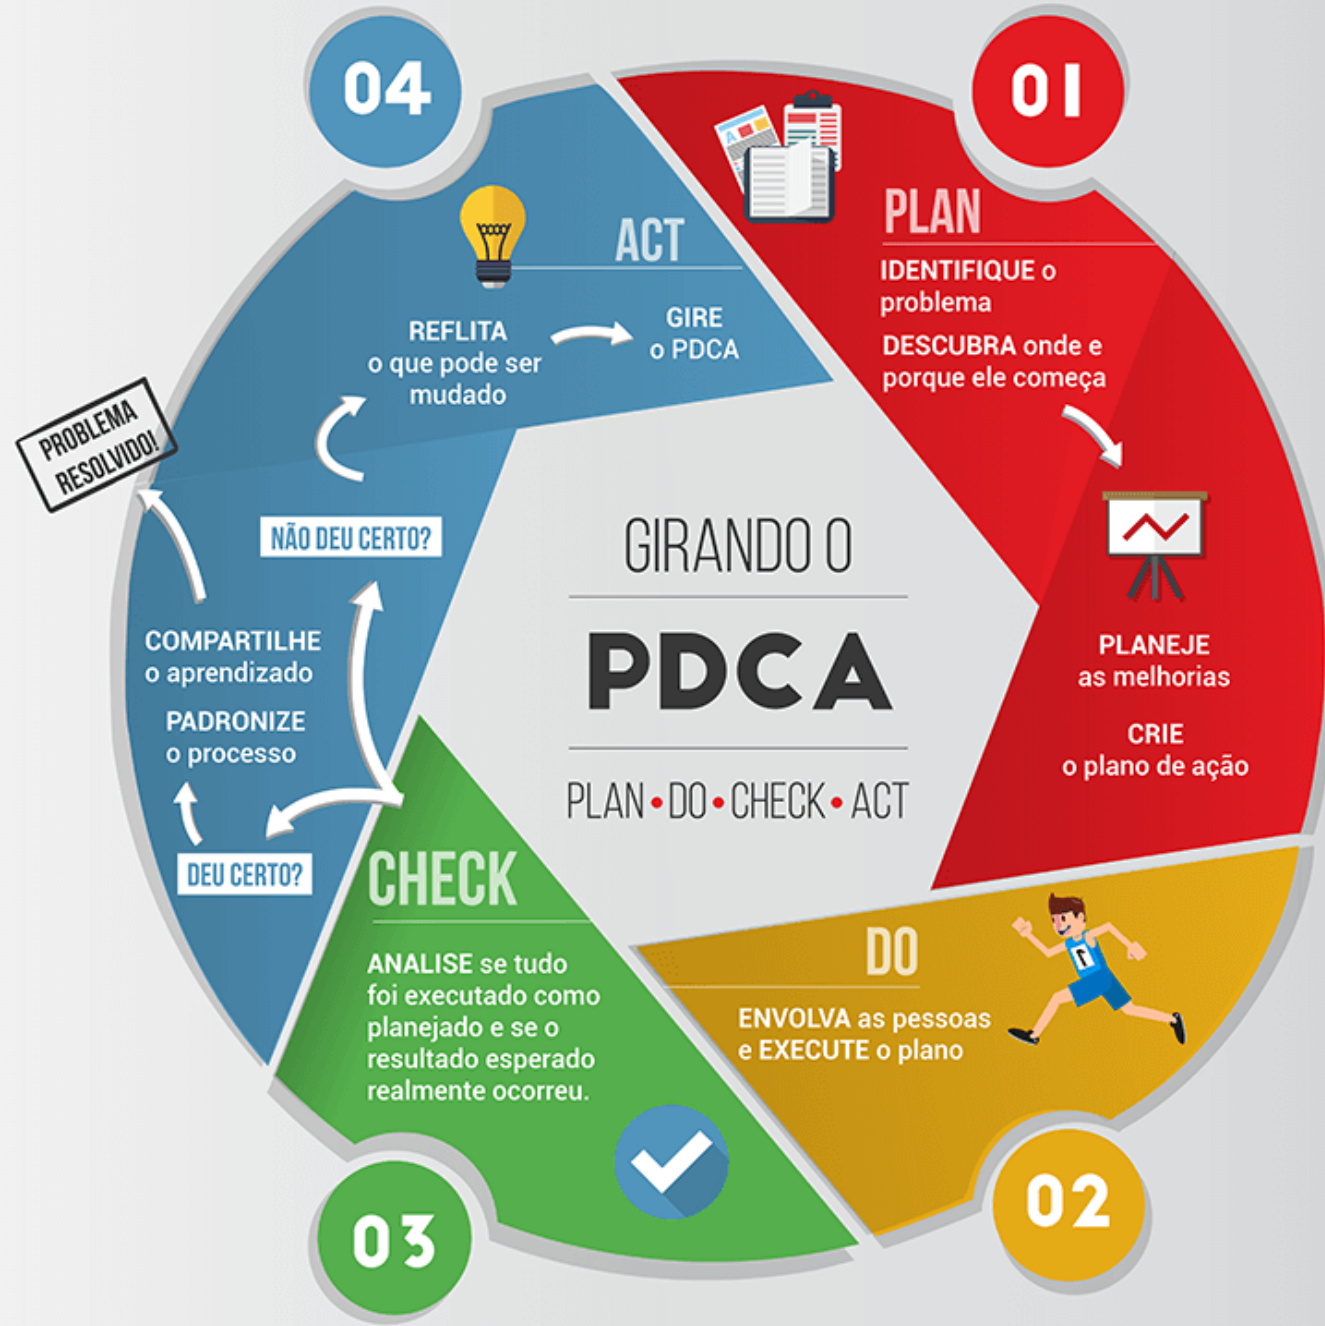 GIRANDO O
PDCA
PLAN • DO • CHECK • ACT
01
PLAN
IDENTIFIQUE o
problema
DESCUBRA onde e
porque ele começa
PLANEJE
as melhorias
CRIE
o plano de ação
02
DO
ENVOLVA as pessoas
e EXECUTE o plano
1
03
CHECK
ANALISE se tudo
foi executado como
planejado e se o
resultado esperado
realmente ocorreu.
04
ACT
DEU CERTO?
PADRONIZE
o processo
COMPARTILHE
o aprendizado
PROBLEMA
RESOLVIDO!
NÃO DEU CERTO?
REFLITA
o que pode ser
mudado
GIRE
o PDCA
A